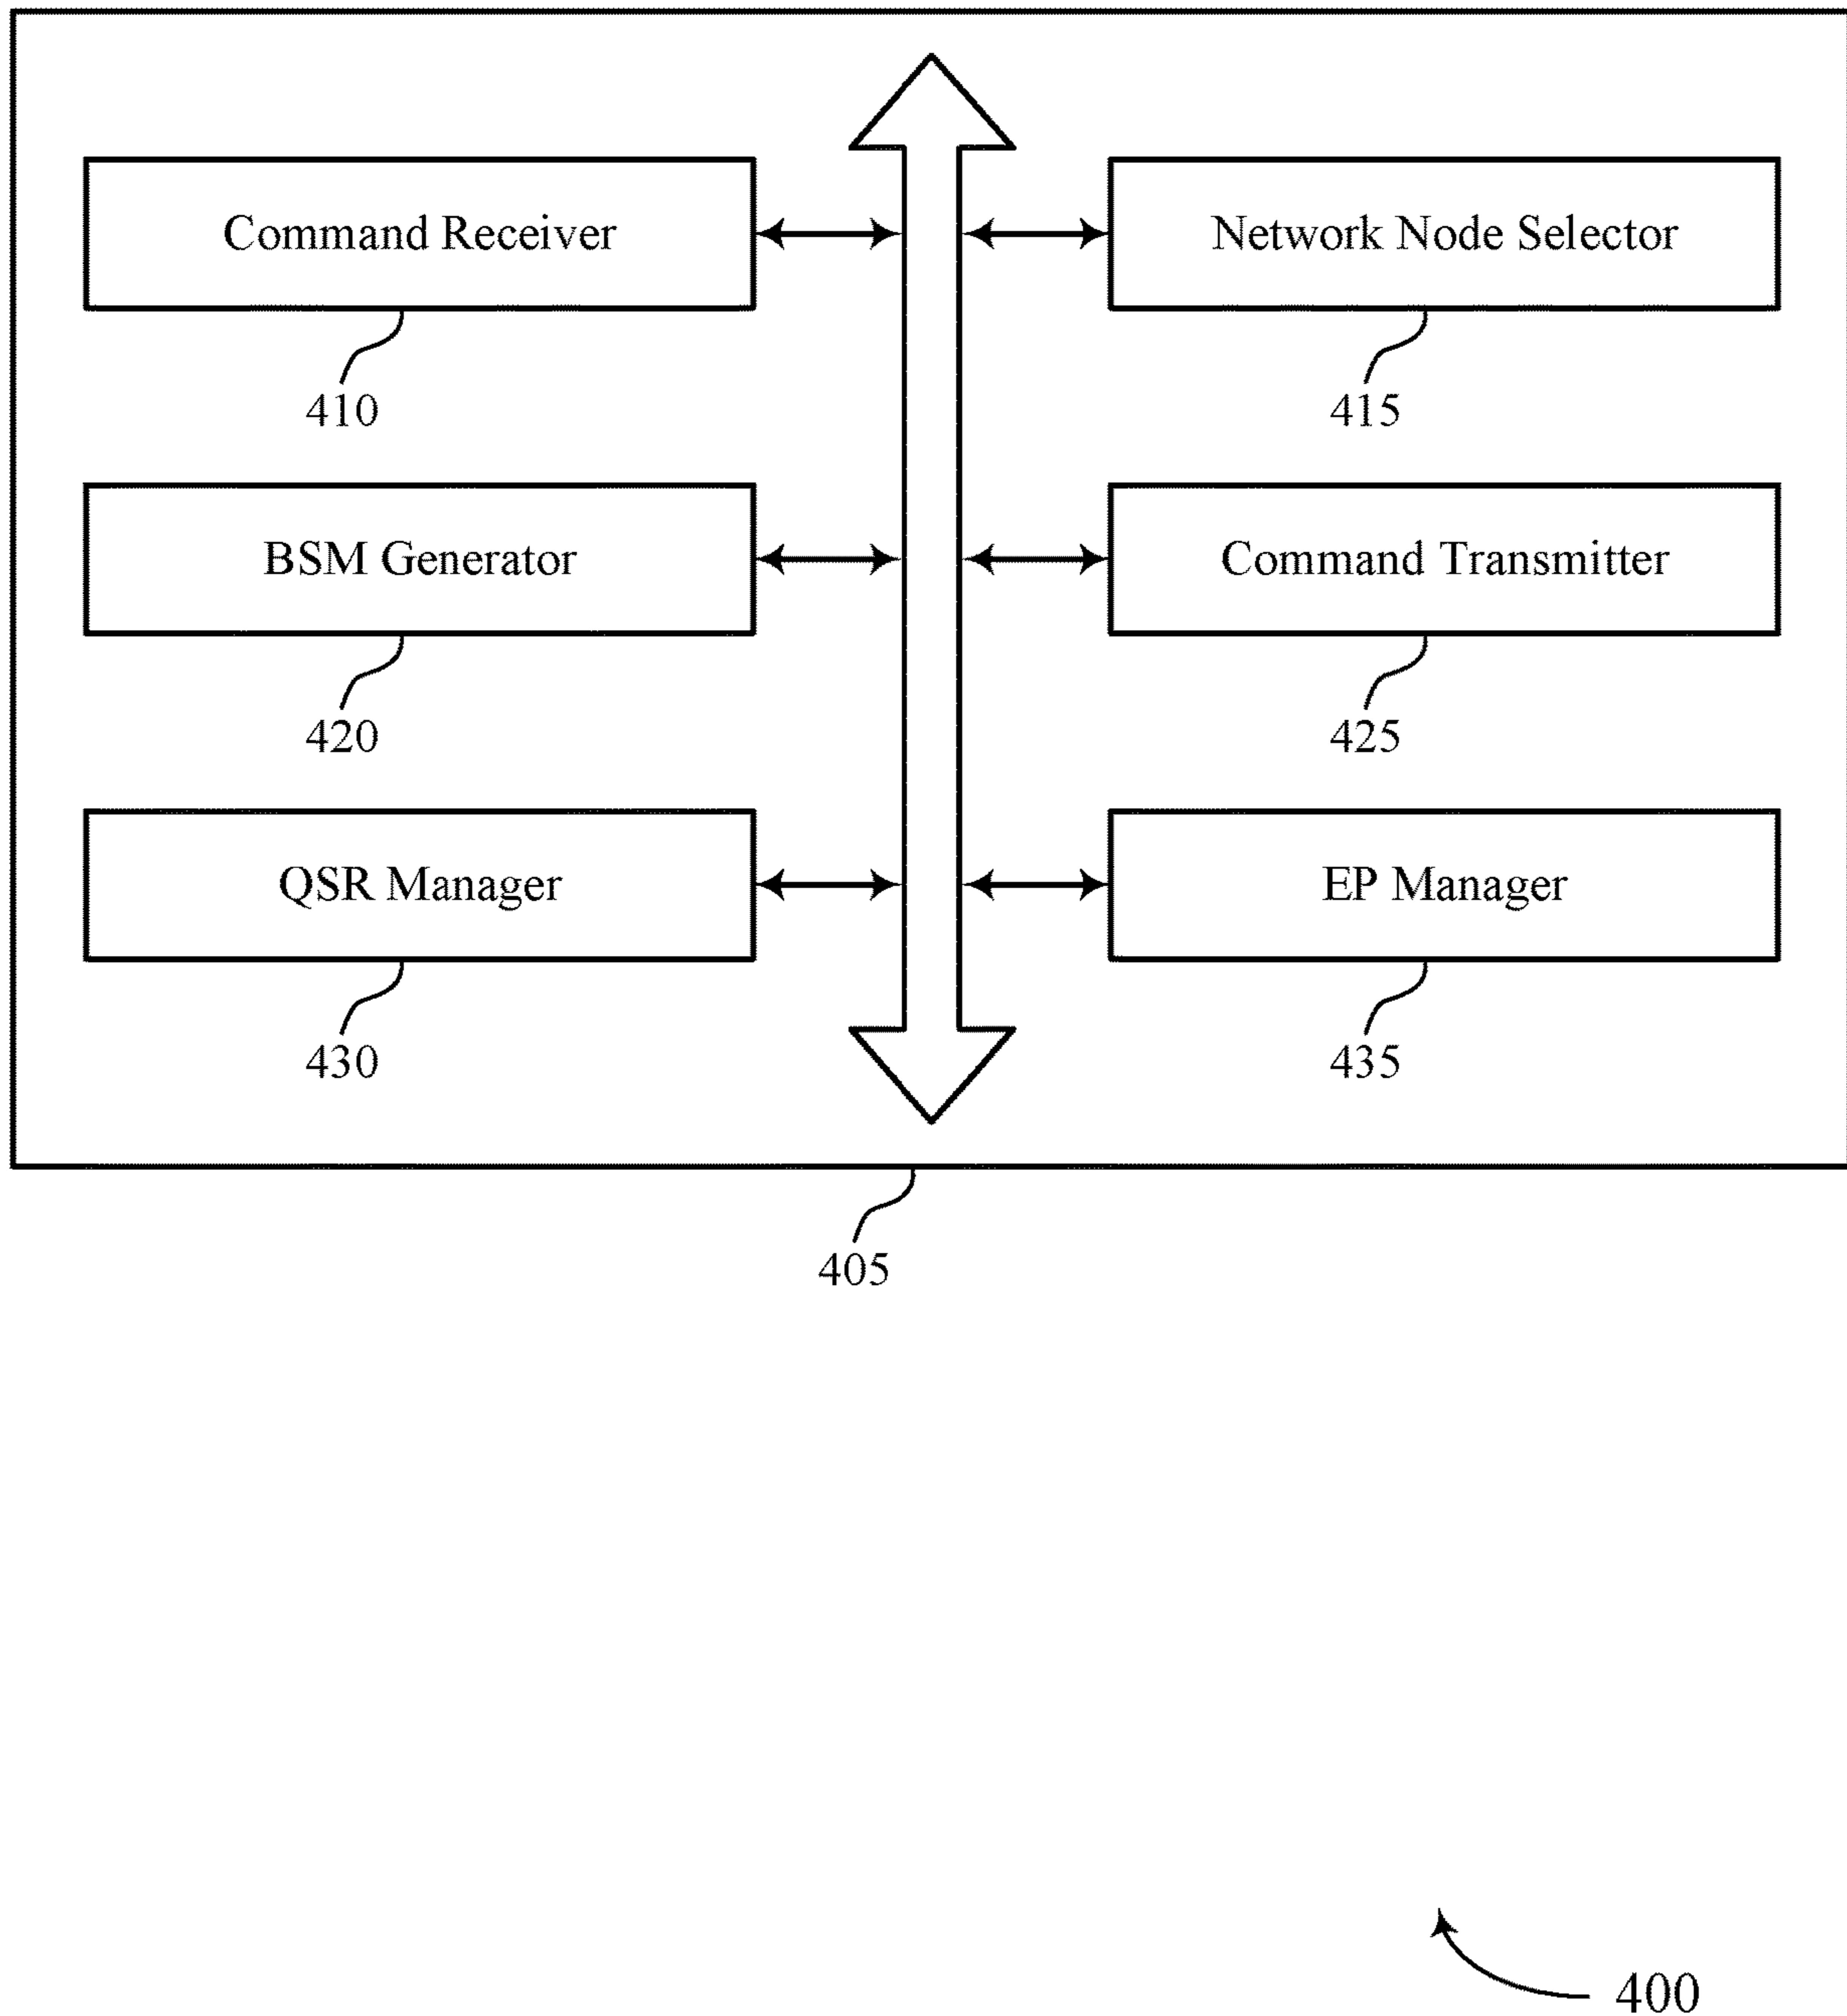 Command Receiver
Network Node Selector
410
415
BSM Generator
Command Transmitter
420
425
QSR Manager
EP Manager
430
435
405
400